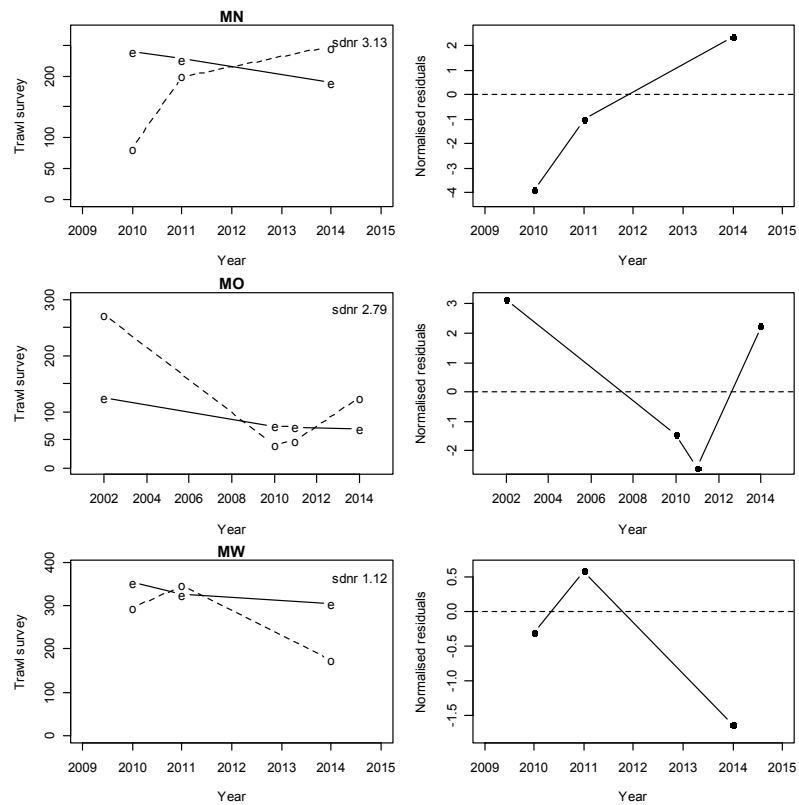 MN
sdnr 3.13
Trawl survey
0 50 100 200
2009 2010 2011 2012 2013 2014 2015
Year
Normalised residuals
-4 -3 -2 -1 0 1 2
2009 2010 2011 2012 2013 2014 2015
Year
MO
sdnr 2.79
Trawl survey
0 50 100 200 300
2002 2004 2006 2008 2010 2012 2014
Year
Normalised residuals
-2 -1 0 1 2 3
2002 2004 2006 2008 2010 2012 2014
Year
MW
sdnr 1.12
Trawl survey
0 100 200 300 400
2009 2010 2011 2012 2013 2014 2015
Year
Normalised residuals
-1.5 -1.0 -0.5 0.0 0.5
2009 2010 2011 2012 2013 2014 2015
Year